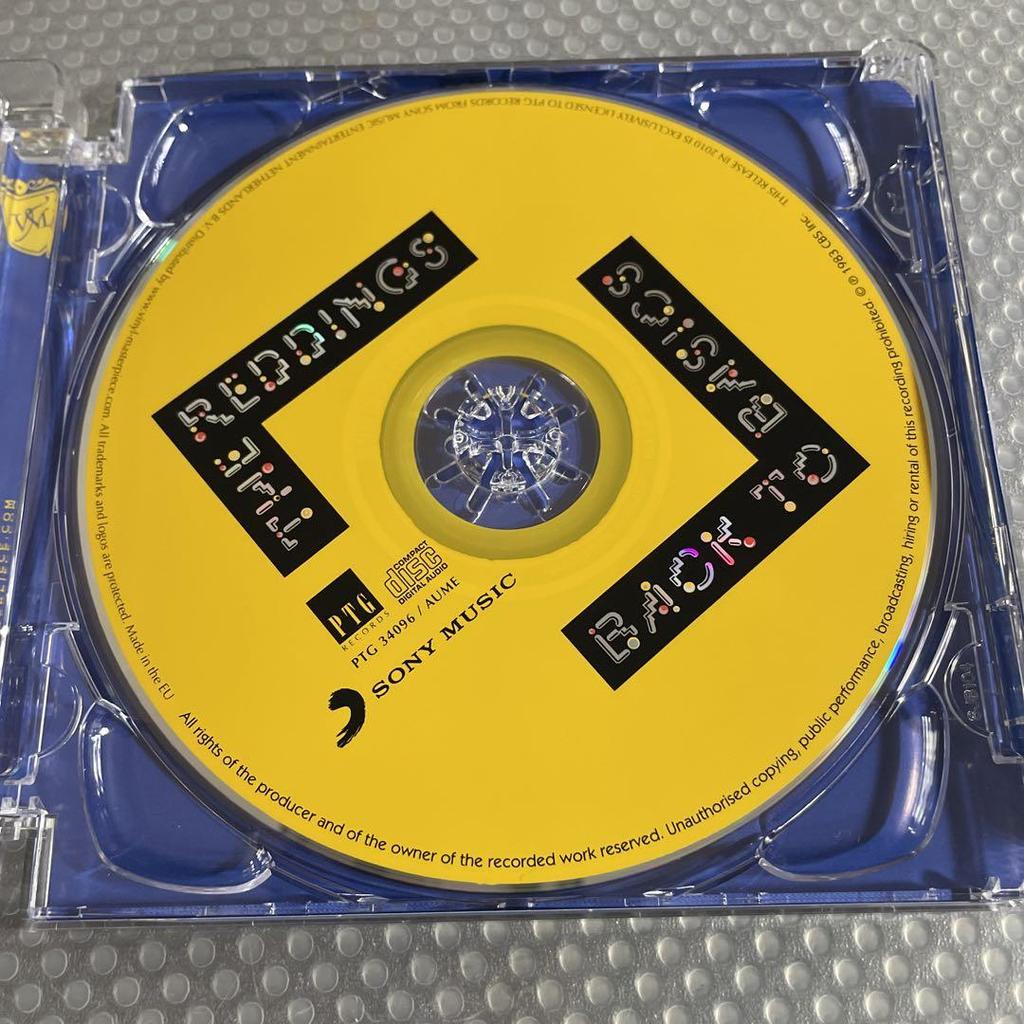 THE REDDINGS
BACK TO BASICS
PTG
RECORDS
COMPACT
disc
DIGITAL AUDIO
PTG 34096 / AUME
SONY MUSIC
All rights of the producer and of the owner of the recorded work reserved. Unauthorised copying, public performance, broadcasting, hiring or rental of this recording prohibited. © ℗ 1983 CBS Inc.
THIS RELEASE IN 2010 IS EXCLUSIVELY LICENSED TO PTG RECORDS FROM SONY MUSIC ENTERTAINMENT NETHERLANDS B.V. Distributed by www.vinyl-masterpiece.com. All trademarks and logos are protected. Made in the EU